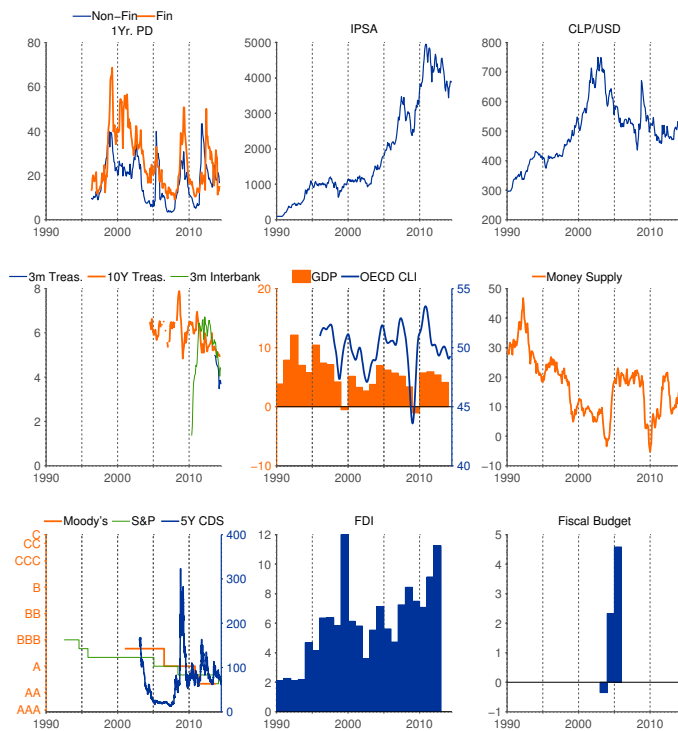 Non−Fin Fin
1Yr. PD
IPSA
CLP/USD
80
60
40
20
0
1990 2000 2010
5000
4000
3000
2000
1000
0
1990 2000 2010
800
700
600
500
400
300
200
1990 2000 2010
3m Treas. 10Y Treas. 3m Interbank
GDP OECD CLI
Money Supply
8
6
4
2
0
1990 2000 2010
20
10
0
−10
55
50
45
40
1990 2000 2010
50
40
30
20
10
0
−10
1990 2000 2010
Moody's S&P 5Y CDS
FDI
Fiscal Budget
C
CC
CCC
B
BB
BBB
A
AA
AAA
400
300
200
100
0
1990 2000 2010
12
10
8
6
4
2
0
1990 2000 2010
5
4
3
2
1
0
−1
1990 2000 2010